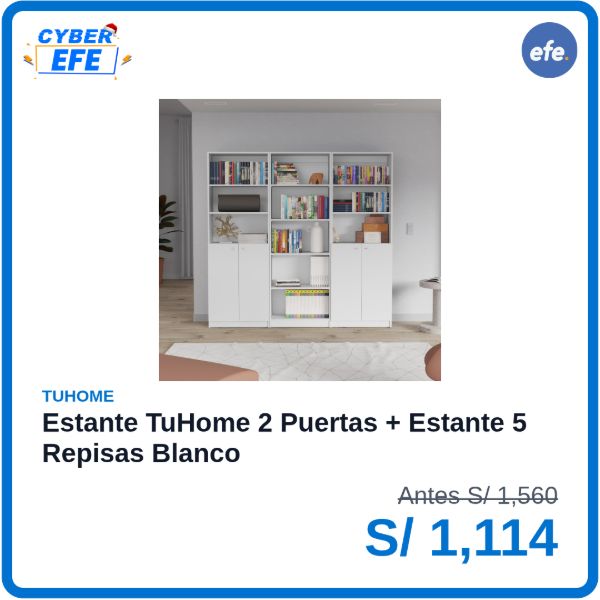 CYBER
EFE
efe.
TUHOME
Estante TuHome 2 Puertas + Estante 5
Repisas Blanco
Antes S/ 1,560
S/ 1,114